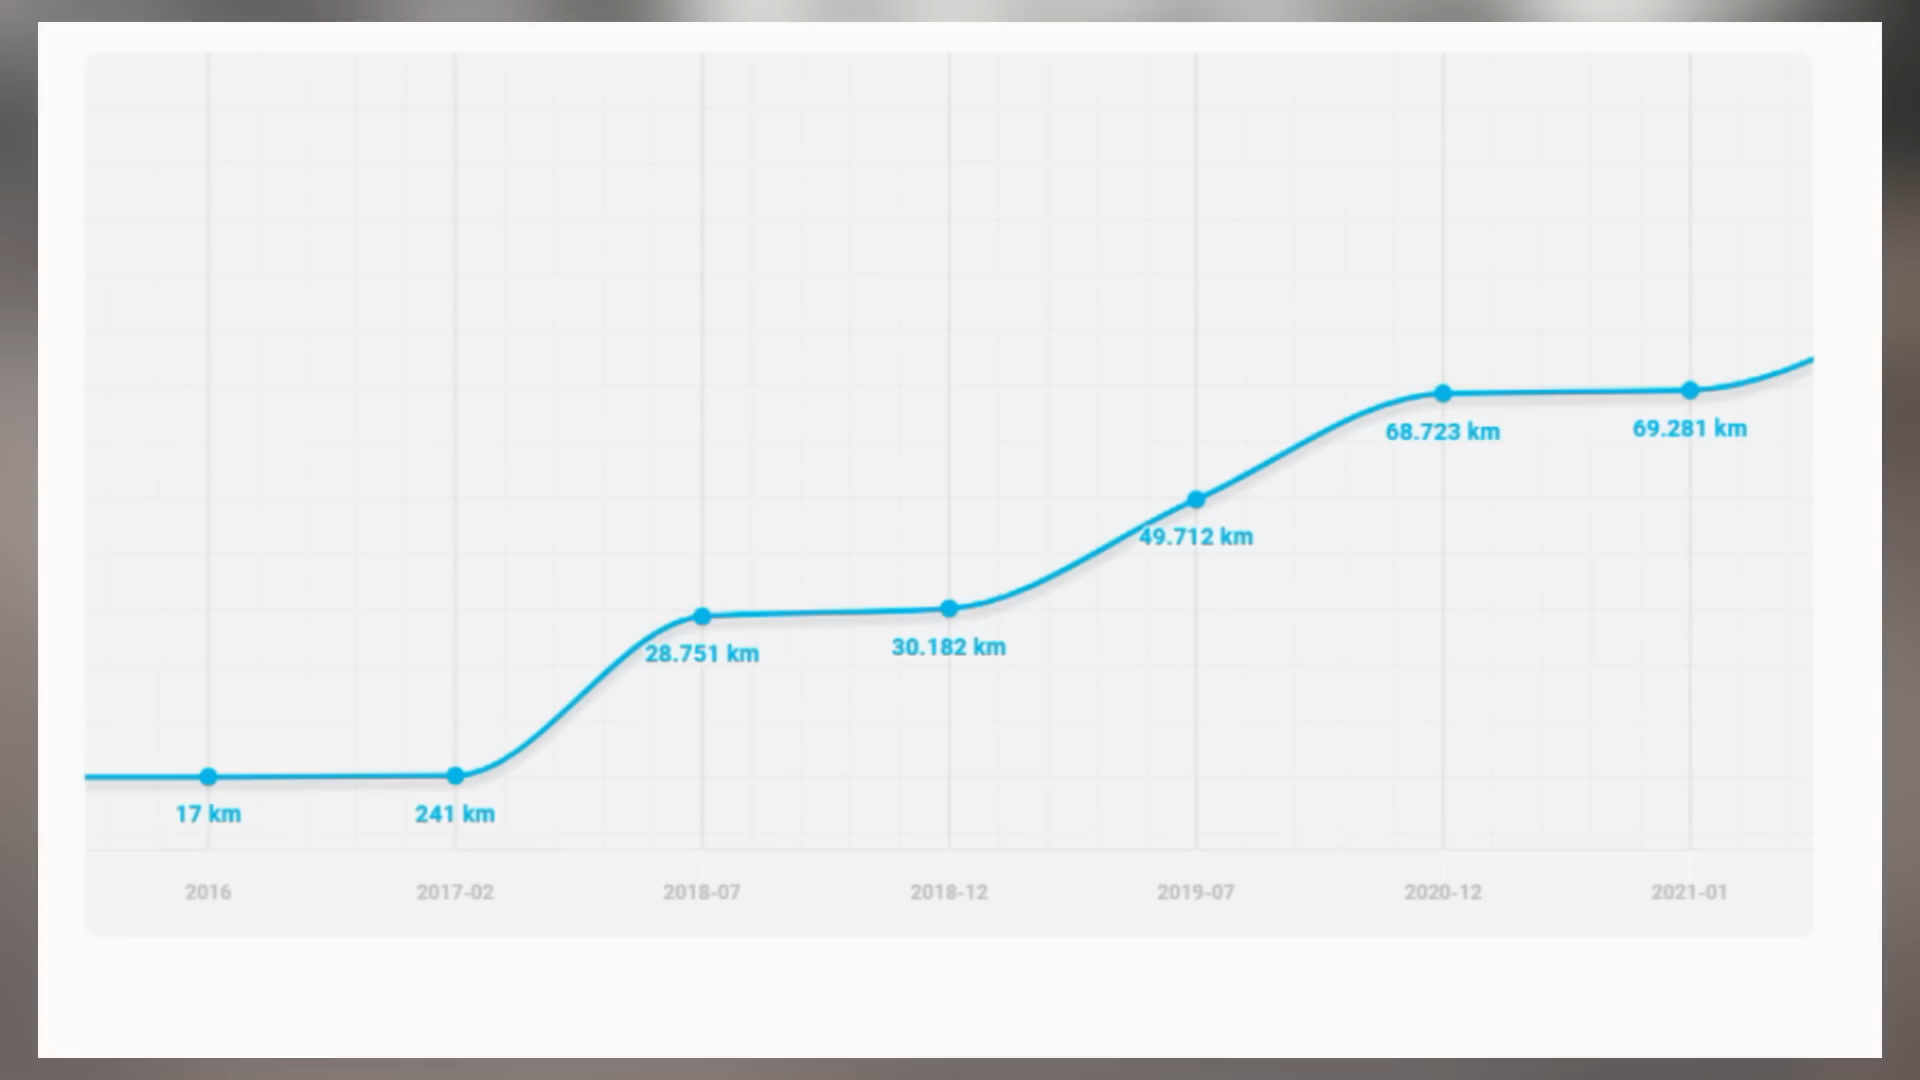 68.723 km
69.281 km
49.712 km
28.751 km
30.182 km
17 km
241 km
2016
2017-02
2018-07
2018-12
2019-07
2020-12
2021-01